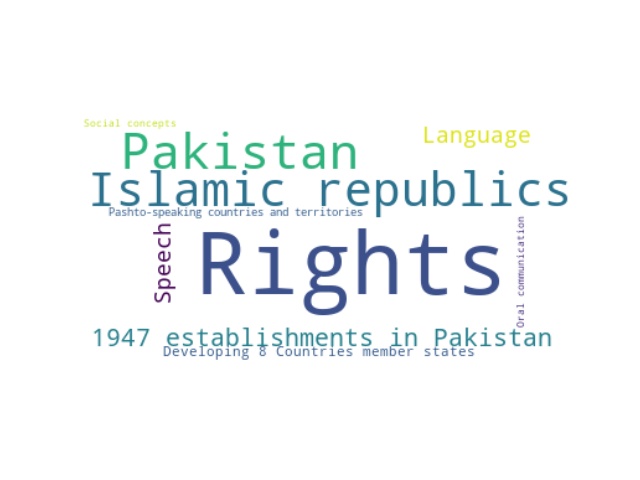 Social concepts
Language
Pakistan
Islamic republics
Pashto-speaking countries and territories
Speech
Rights
Oral communication
1947 establishments in Pakistan
Developing 8 Countries member states